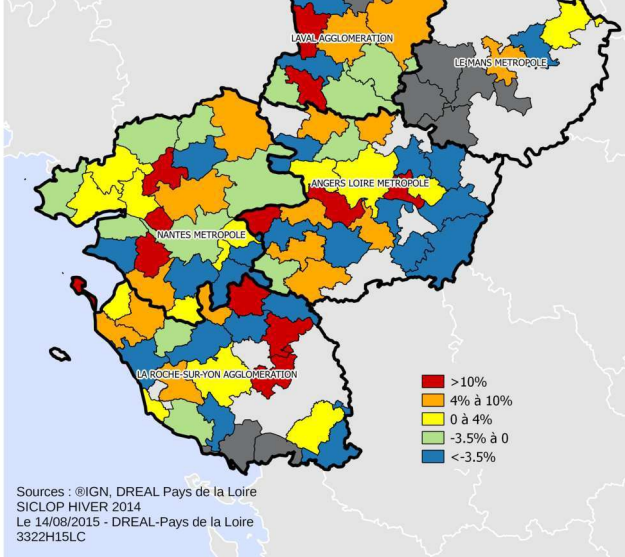 LAVAL AGGLOMERATION
LE MANS METROPOLE
ANGERS LOIRE METROPOLE
NANTES METROPOLE
LA ROCHE-SUR-YON AGGLOMERATION
>10%
4% à 10%
0 à 4%
-3.5% à 0
<-3.5%
Sources : ®IGN, DREAL Pays de la Loire
SICLOP HIVER 2014
Le 14/08/2015 - DREAL-Pays de la Loire
3322H15LC